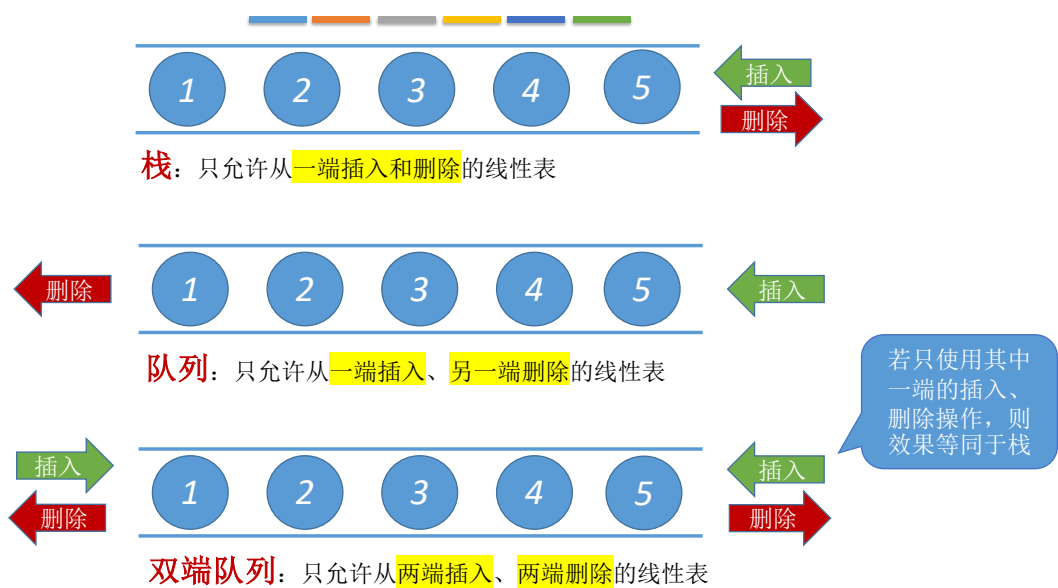 1 2 3 4 5
插入
删除
栈：只允许从一端插入和删除的线性表
删除
1 2 3 4 5
插入
队列：只允许从一端插入、另一端删除的线性表
若只使用其中
一端的插入、
删除操作，则
效果等同于栈
插入
删除
1 2 3 4 5
插入
删除
双端队列：只允许从两端插入、两端删除的线性表